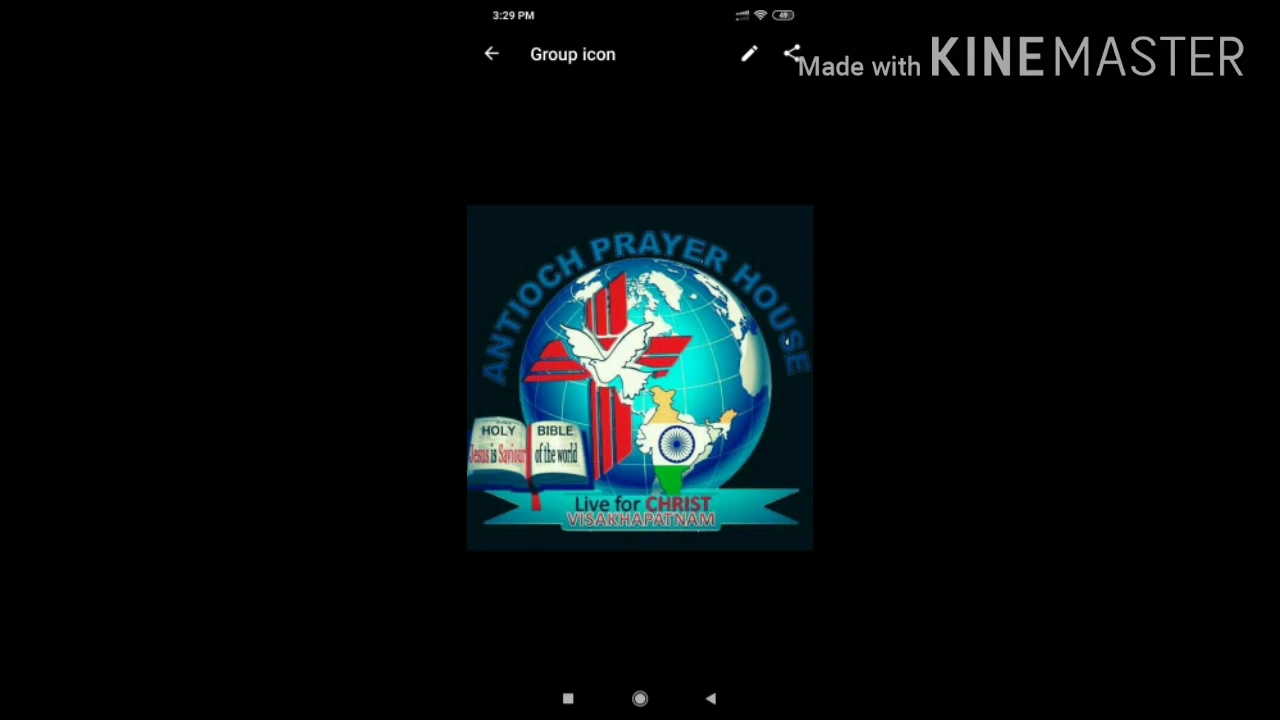 3:29 PM
49
Group icon
Made with KINEMASTER
ANTIOCH PRAYER HOUSE
HOLY BIBLE
Jesus is Saviour of the world
Live for CHRIST
VISAKHAPATNAM